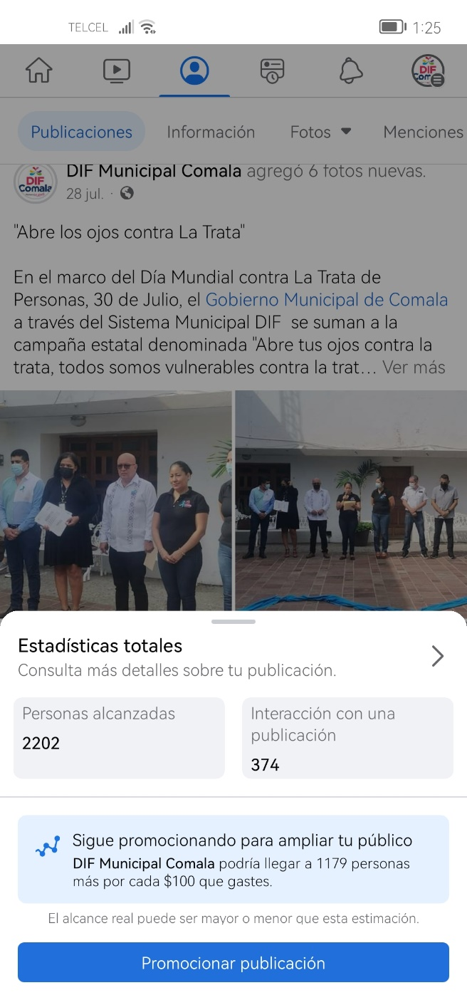 TELCEL 1:25
DIF
Comala
Publicaciones Información Fotos Menciones
DIF Municipal Comala agregó 6 fotos nuevas.
DIF
Comala
28 jul. ·
"Abre los ojos contra La Trata"
En el marco del Día Mundial contra La Trata de
Personas, 30 de Julio, el Gobierno Municipal de Comala
a través del Sistema Municipal DIF se suman a la
campaña estatal denominada "Abre tus ojos contra la
trata, todos somos vulnerables contra la trat... Ver más
Estadísticas totales
Consulta más detalles sobre tu publicación.
Personas alcanzadas
2202
Interacción con una
publicación
374
Sigue promocionando para ampliar tu público
DIF Municipal Comala podría llegar a 1179 personas
más por cada $100 que gastes.
El alcance real puede ser mayor o menor que esta estimación.
Promocionar publicación